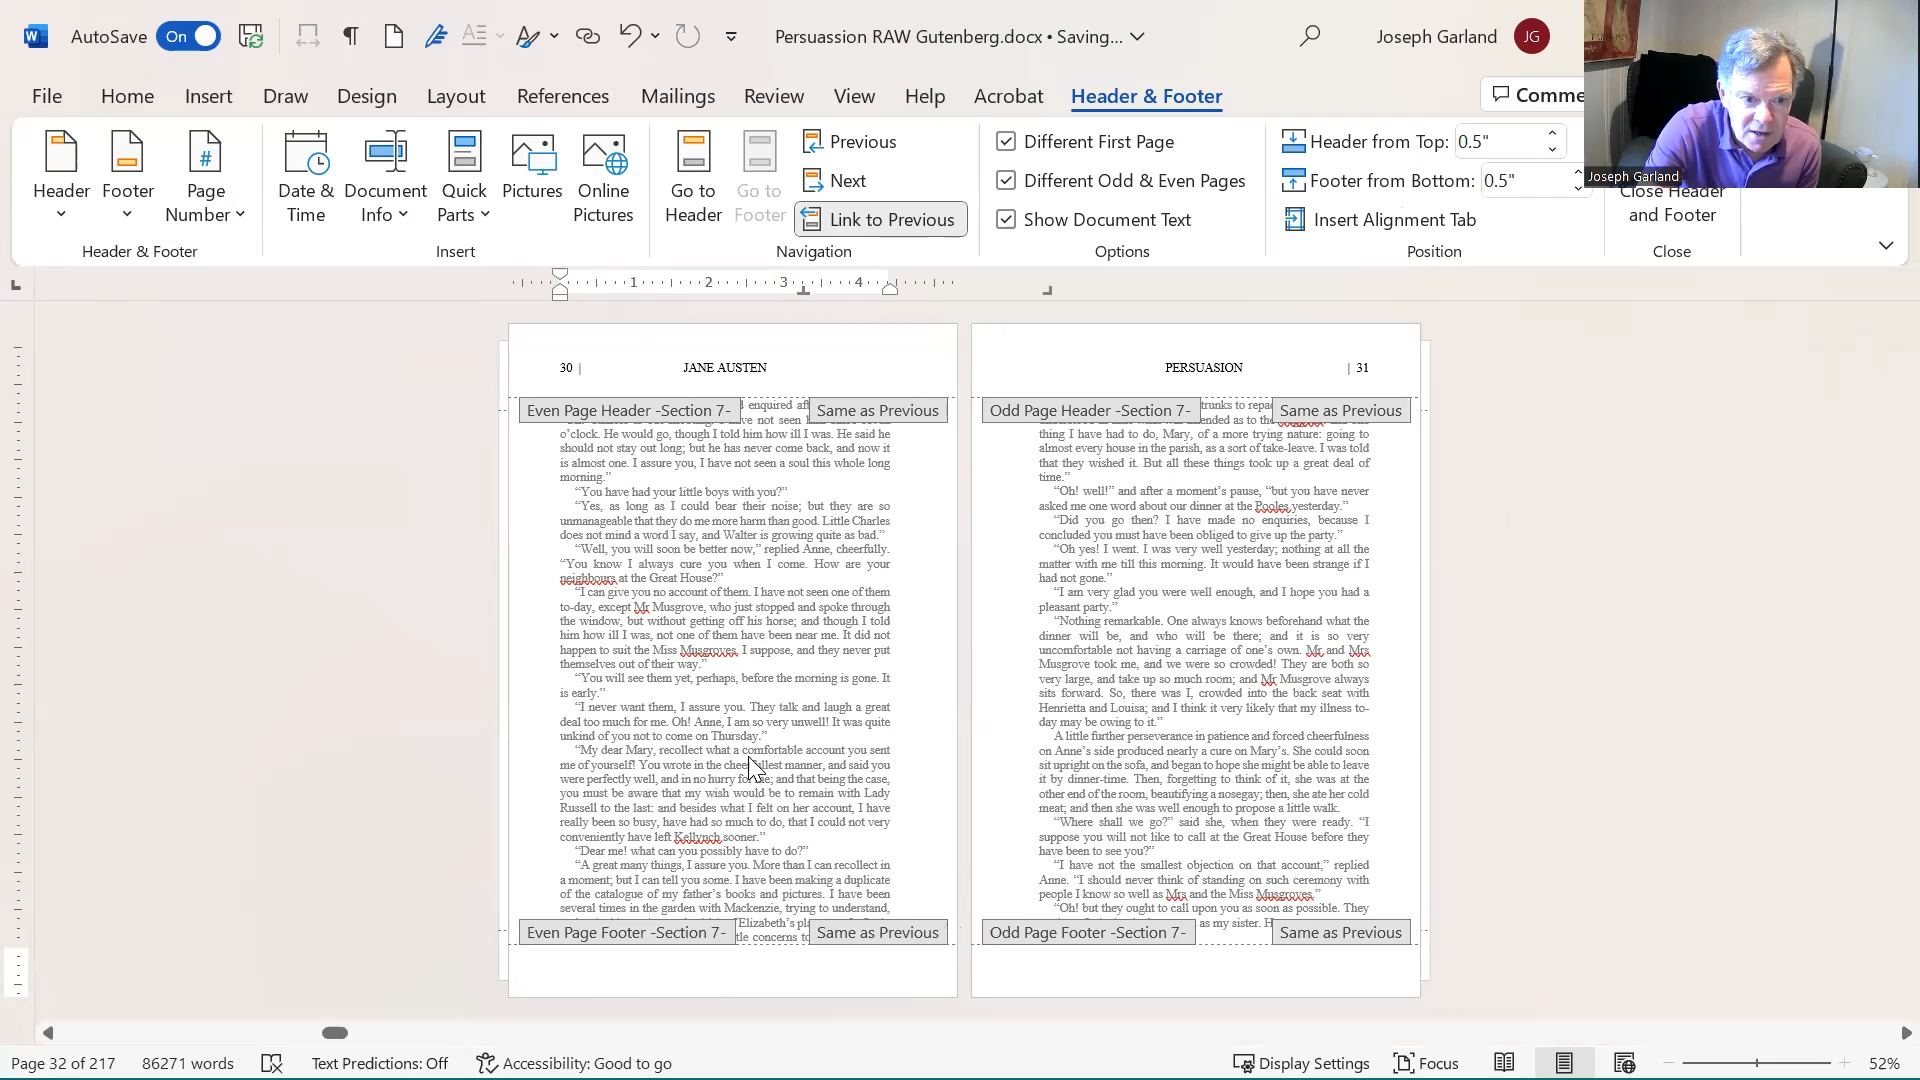 AutoSave On Persuassion RAW Gutenberg.docx • Saving... Joseph Garland JG
File Home Insert Draw Design Layout References Mailings Review View Help Acrobat Header & Footer Comme
Header Footer Page Number Date & Time Document Info Quick Parts Pictures Online Pictures Go to Header Go to Footer
Previous
Next
Link to Previous
Different First Page
Different Odd & Even Pages
Show Document Text
Header from Top: 0.5"
Footer from Bottom: 0.5"
Insert Alignment Tab
Close Header and Footer
Joseph Garland
Header & Footer Insert Navigation Options Position Close
1 2 3 4
30 | JANE AUSTEN
Even Page Header -Section 7- Same as Previous
enquired
have not seen
o’clock. He would go, though I told him how ill I was. He said he
should not stay out long; but he has never come back, and now it
is almost one. I assure you, I have not seen a soul this whole long
morning.”
“You have had your little boys with you?”
“Yes, as long as I could bear their noise; but they are so
unmanageable that they do me more harm than good. Little Charles
does not mind a word I say, and Walter is growing quite as bad.”
“Well, you will soon be better now,” replied Anne, cheerfully.
“You know I always cure you when I come. How are your
neighbours at the Great House?”
“I can give you no account of them. I have not seen one of them
to-day, except Mr Musgrove, who just stopped and spoke through
the window, but without getting off his horse; and though I told
him how ill I was, not one of them have been near me. It did not
happen to suit the Miss Musgroves, I suppose, and they never put
themselves out of their way.”
“You will see them yet, perhaps, before the morning is gone. It
is early.”
“I never want them, I assure you. They talk and laugh a great
deal too much for me. Oh! Anne, I am so very unwell! It was quite
unkind of you not to come on Thursday.”
“My dear Mary, recollect what a comfortable account you sent
me of yourself! You wrote in the cheerfullest manner, and said you
were perfectly well, and in no hurry for me; and that being the case,
you must be aware that my wish would be to remain with Lady
Russell to the last: and besides what I felt on her account, I have
really been so busy, have had so much to do, that I could not very
conveniently have left Kellynch sooner.”
“Dear me! what can you possibly have to do?”
“A great many things, I assure you. More than I can recollect in
a moment; but I can tell you some. I have been making a duplicate
of the catalogue of my father’s books and pictures. I have been
several times in the garden with Mackenzie, trying to understand,
Elizabeth’s
concerns to
Even Page Footer -Section 7- Same as Previous
PERSUASION | 31
Odd Page Header -Section 7- Same as Previous
trunks to
as to the
thing I have had to do, Mary, of a more trying nature: going to
almost every house in the parish, as a sort of take-leave. I was told
that they wished it. But all these things took up a great deal of
time.”
“Oh! well!” and after a moment’s pause, “but you have never
asked me one word about our dinner at the Pooles yesterday.”
“Did you go then? I have made no enquiries, because I
concluded you must have been obliged to give up the party.”
“Oh yes! I went. I was very well yesterday; nothing at all the
matter with me till this morning. It would have been strange if I
had not gone.”
“I am very glad you were well enough, and I hope you had a
pleasant party.”
“Nothing remarkable. One always knows beforehand what the
dinner will be, and who will be there; and it is so very
uncomfortable not having a carriage of one’s own. Mr and Mrs
Musgrove took me, and we were so crowded! They are both so
very large, and take up so much room; and Mr Musgrove always
sits forward. So, there was I, crowded into the back seat with
Henrietta and Louisa; and I think it very likely that my illness to-
day may be owing to it.”
A little further perseverance in patience and forced cheerfulness
on Anne’s side produced nearly a cure on Mary’s. She could soon
sit upright on the sofa, and began to hope she might be able to leave
it by dinner-time. Then, forgetting to think of it, she was at the
other end of the room, beautifying a nosegay; then, she ate her cold
meat; and then she was well enough to propose a little walk.
“Where shall we go?” said she, when they were ready. “I
suppose you will not like to call at the Great House before they
have been to see you?”
“I have not the smallest objection on that account,” replied
Anne. “I should never think of standing on such ceremony with
people I know so well as Mrs and the Miss Musgroves.”
“Oh! but they ought to call upon you as soon as possible. They
as my sister.
Odd Page Footer -Section 7- Same as Previous
Page 32 of 217 86271 words Text Predictions: Off Accessibility: Good to go Display Settings Focus 52%